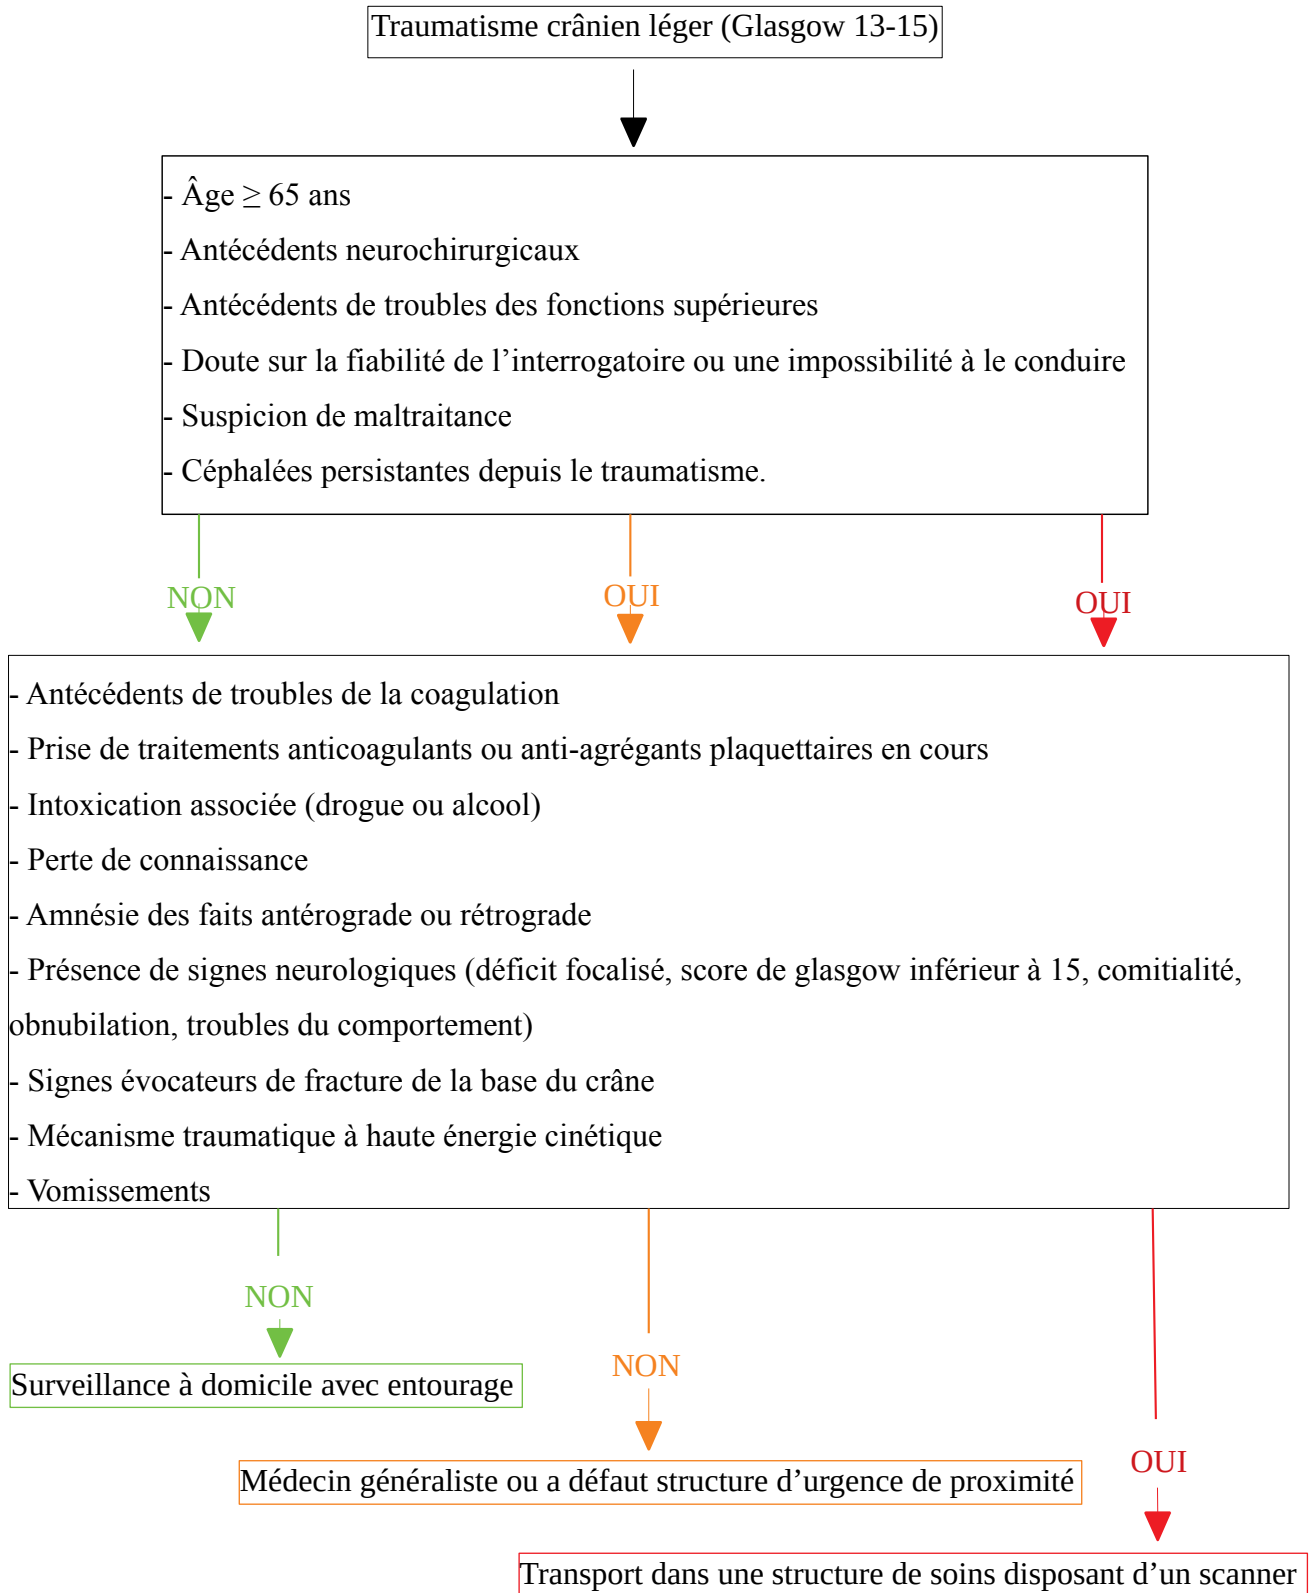 Traumatisme crânien léger (Glasgow 13-15)
- Âge ≥ 65 ans
- Antécédents neurochirurgicaux
- Antécédents de troubles des fonctions supérieures
- Doute sur la fiabilité de l’interrogatoire ou une impossibilité à le conduire
- Suspicion de maltraitance
- Céphalées persistantes depuis le traumatisme.
NON
OUI
OUI
- Antécédents de troubles de la coagulation
- Prise de traitements anticoagulants ou anti-agrégants plaquettaires en cours
- Intoxication associée (drogue ou alcool)
- Perte de connaissance
- Amnésie des faits antérograde ou rétrograde
- Présence de signes neurologiques (déficit focalisé, score de glasgow inférieur à 15, comitialité,
obnubilation, troubles du comportement)
- Signes évocateurs de fracture de la base du crâne
- Mécanisme traumatique à haute énergie cinétique
- Vomissements
NON
NON
OUI
Surveillance à domicile avec entourage
Médecin généraliste ou a défaut structure d’urgence de proximité
Transport dans une structure de soins disposant d’un scanner